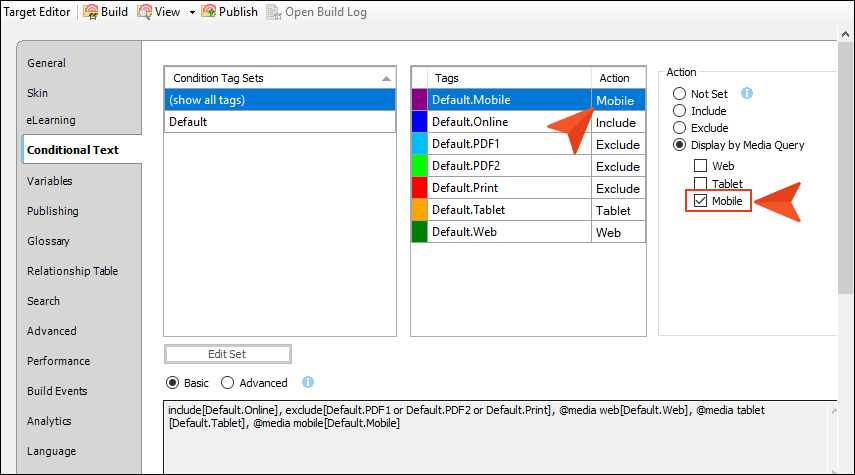 Target Editor Build View Publish Open Build Log
General
Skin
eLearning
Conditional Text
Variables
Publishing
Glossary
Relationship Table
Search
Advanced
Performance
Build Events
Analytics
Language
Condition Tag Sets
(show all tags)
Default
Tags Action
Default.Mobile Mobile
Default.Online Include
Default.PDF1 Exclude
Default.PDF2 Exclude
Default.Print Exclude
Default.Tablet Tablet
Default.Web Web
Action
Not Set
Include
Exclude
Display by Media Query
Web
Tablet
Mobile
Edit Set
Basic Advanced
include[Default.Online], exclude[Default.PDF1 or Default.PDF2 or Default.Print], @media web[Default.Web], @media tablet
[Default.Tablet], @media mobile[Default.Mobile]